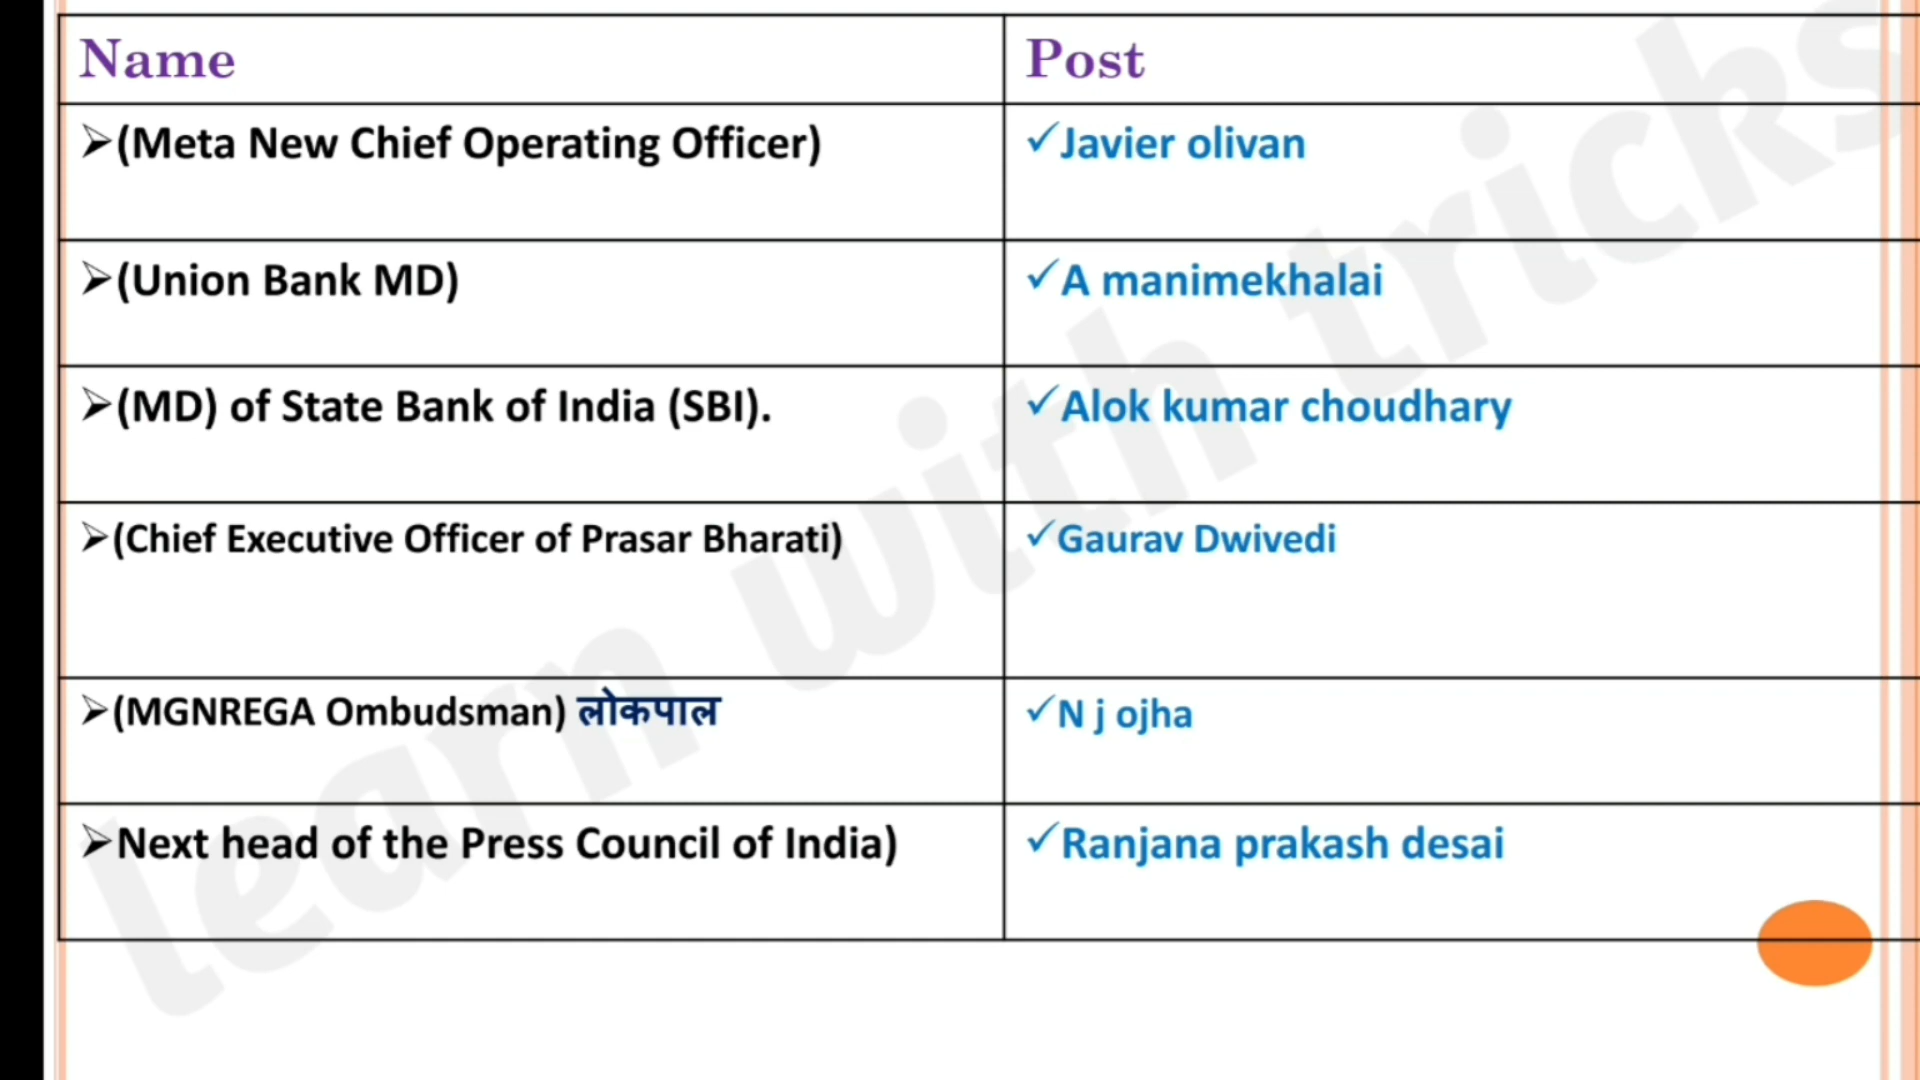 Name Post
➢(Meta New Chief Operating Officer) ✓Javier olivan
➢(Union Bank MD) ✓A manimekhalai
➢(MD) of State Bank of India (SBI). ✓Alok kumar choudhary
➢(Chief Executive Officer of Prasar Bharati) ✓Gaurav Dwivedi
➢(MGNREGA Ombudsman) लोकपाल ✓N j ojha
➢Next head of the Press Council of India) ✓Ranjana prakash desai
learn with tricks